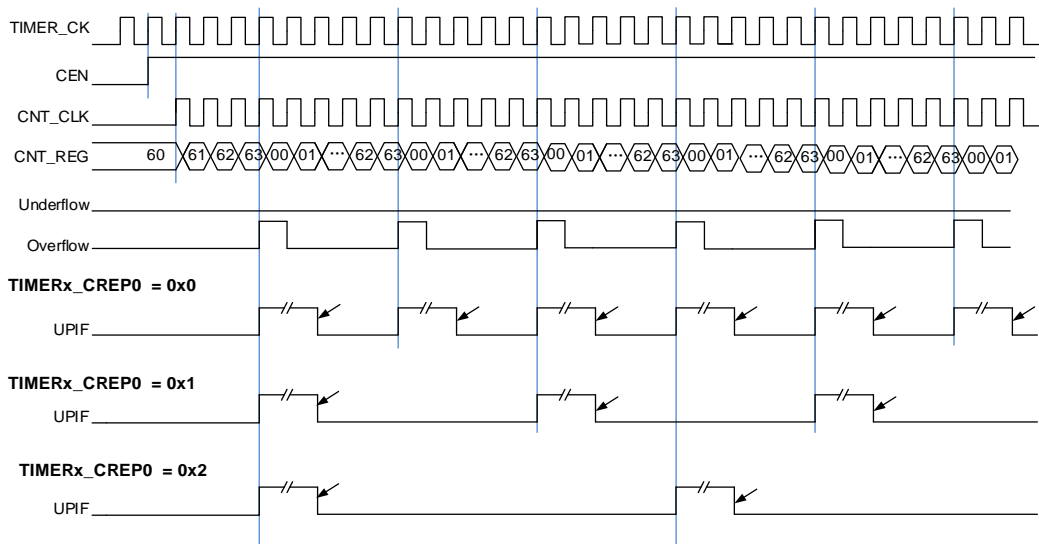 TIMER_CK
CEN
CNT_CLK
CNT_REG 60 61 62 63 00 01 ... 62 63 00 01 ... 62 63 00 01 ... 62 63 00 01 ... 62 63 00 01 ... 62 63 00 01
Underflow
Overflow
TIMERx_CREP0 = 0x0
UPIF
TIMERx_CREP0 = 0x1
UPIF
TIMERx_CREP0 = 0x2
UPIF